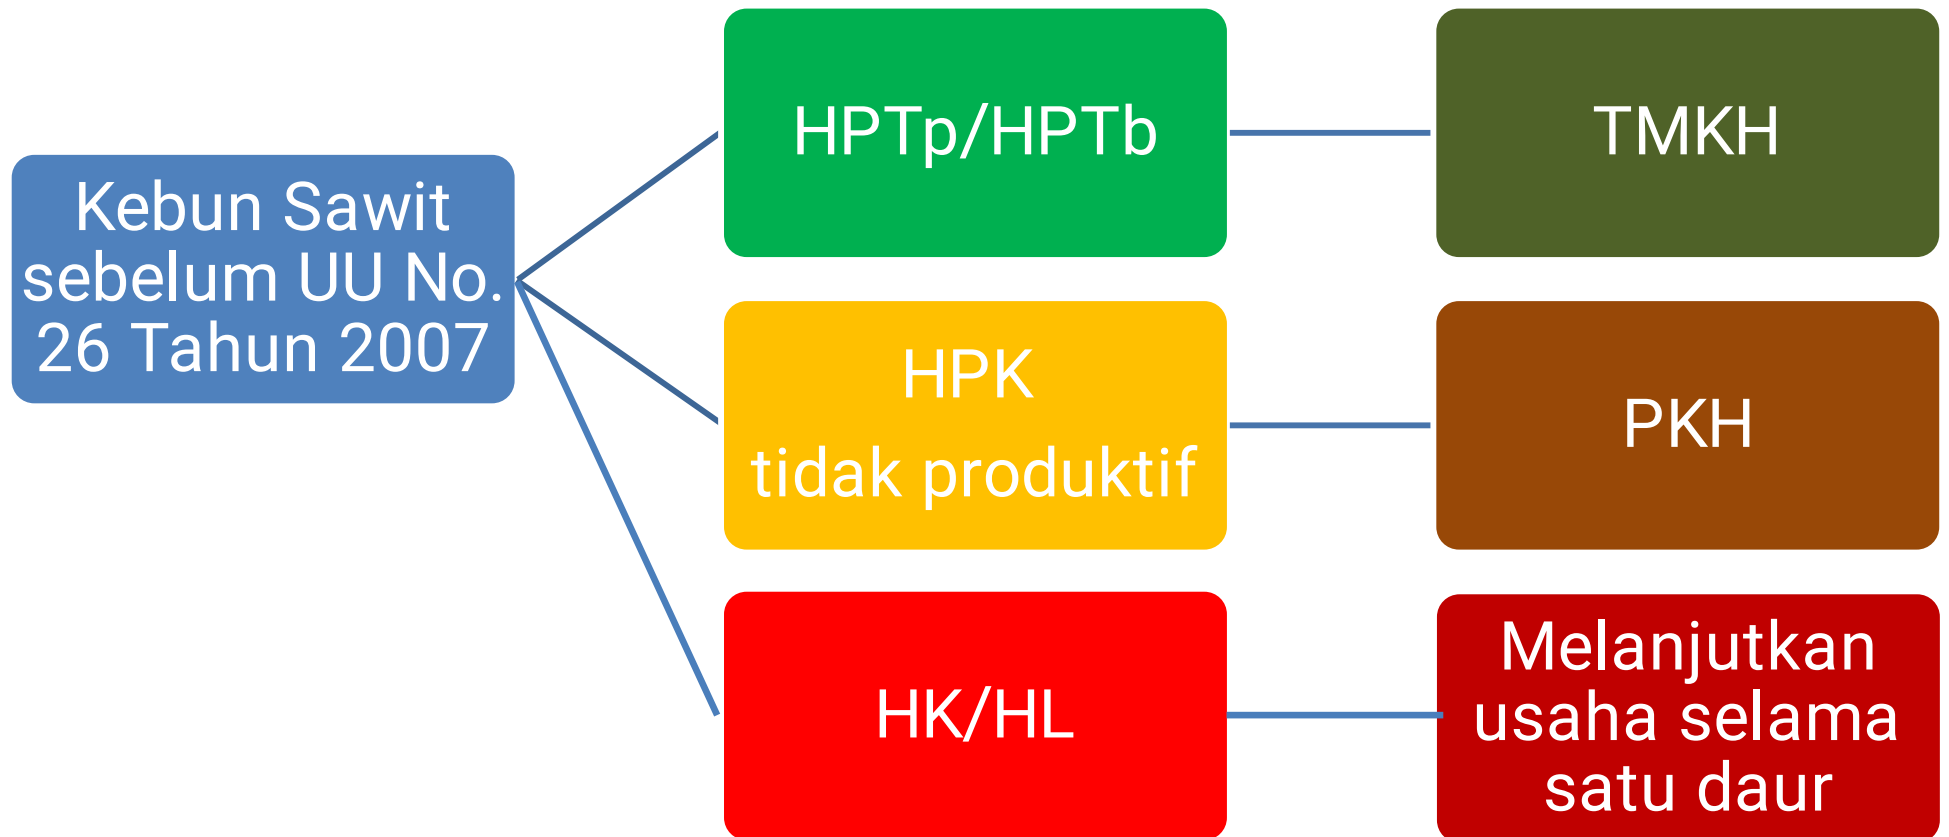 Kebun Sawit
sebelum UU No.
26 Tahun 2007
HPTp/HPTb
TMKH
HPK
tidak produktif
PKH
HK/HL
Melanjutkan
usaha selama
satu daur